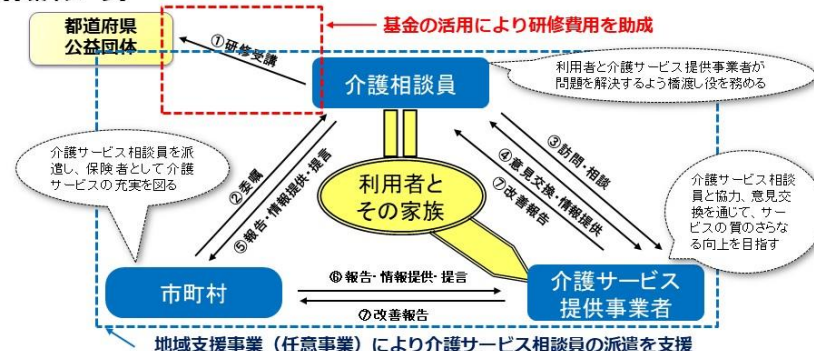 都道府県
公益団体
基金の活用により研修費用を助成
①研修受講
介護相談員
利用者と介護サービス提供事業者が
問題を解決するよう橋渡し役を務める
介護サービス相談員を派
遣し、保険者として介護
サービスの充実を図る
②委嘱
⑤報告・情報提供・提言
利用者と
その家族
③訪問・相談
④意見交換・情報提供
⑦改善報告
介護サービス相談
員と協力、意見交
換を通じて、サー
ビスの質のさらな
る向上を目指す
市町村
⑥報告・情報提供・提言
⑦改善報告
介護サービス
提供事業者
地域支援事業（任意事業）により介護サービス相談員の派遣を支援